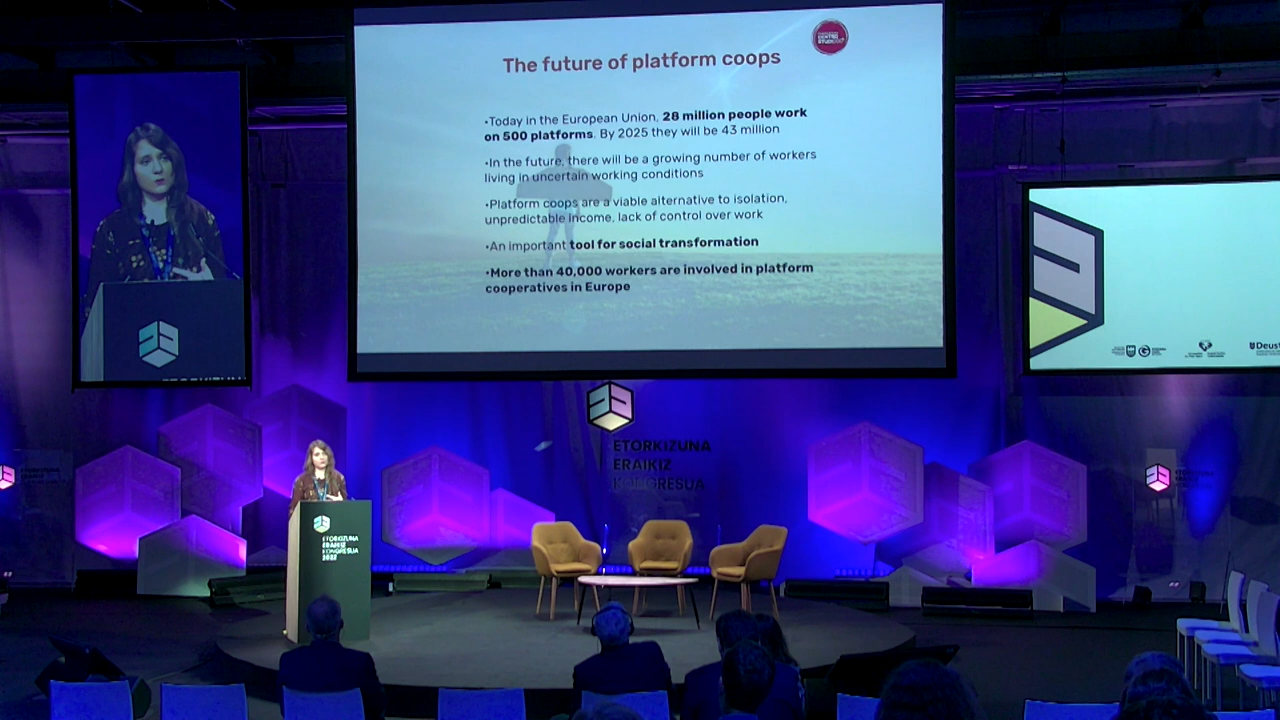 The future of platform coops
•Today in the European Union, 28 million people work
on 500 platforms. By 2025 they will be 43 million
•In the future, there will be a growing number of workers
living in uncertain working conditions
•Platform coops are a viable alternative to isolation,
unpredictable income, lack of control over work
•An important tool for social transformation
•More than 40,000 workers are involved in platform
cooperatives in Europe
Deust
ETORKIZUNA
ERAIKIZ
KONGRESUA
ETORKIZUNA
ERAIKIZ
KONGRESUA
2022